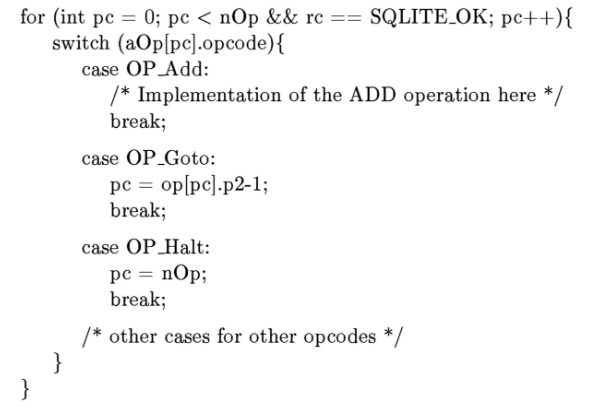 for (int pc = 0; pc < nOp && rc == SQLITE_OK; pc++){
switch (aOp[pc].opcode){
case OP_Add:
/* Implementation of the ADD operation here */
break;
case OP_Goto:
pc = op[pc].p2-1;
break;
case OP_Halt:
pc = nOp;
break;
/* other cases for other opcodes */
}
}